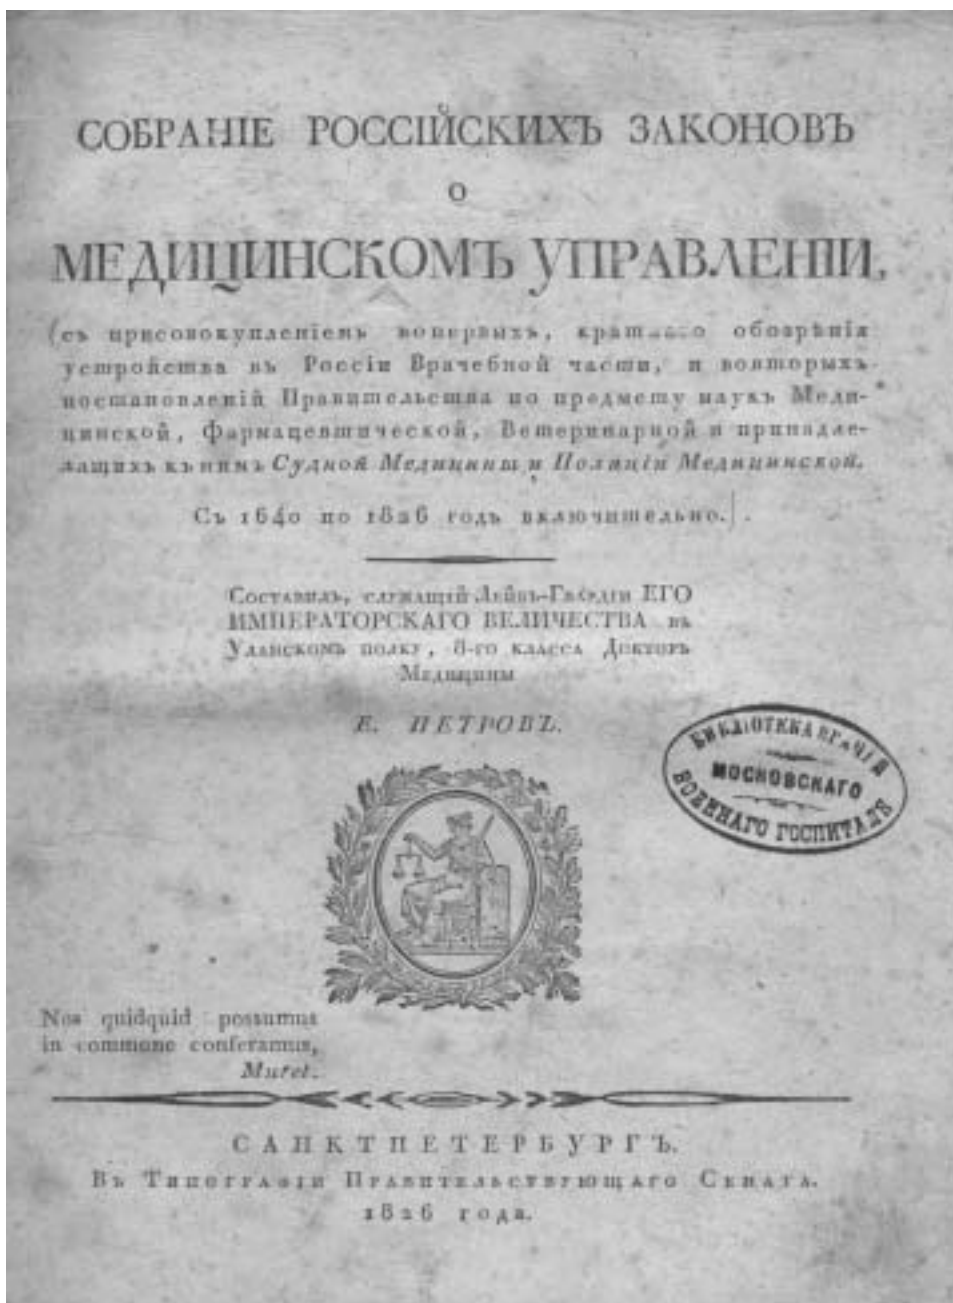 СОБРАНІЕ РОССІЙСКИХЪ ЗАКОНОВЪ
О
МЕДИЦИНСКОМЪ УПРАВЛЕНІИ,
(съ присовокупленіемъ вопервыхъ, краткаго обозрѣнія
устройства въ Россіи Врачебной части, и вовторыхъ
постановленій Правительства по предмету наукъ Меди-
цинской, Фармацевтической, Ветеринарной и принадле-
жащихъ къ нимъ Судной Медицины и Полиціи Медицинской.
Съ 1640 по 1826 годъ включительно.).
Составилъ, служащій Лейбъ-Гвардіи ЕГО
ИМПЕРАТОРСКАГО ВЕЛИЧЕСТВА въ
Уланскомъ полку, 8-го класса Докторъ
Медицины
Е. ПЕТРОВЪ.
БИБЛІОТЕКА ВРАЧЕЙ
МОСКОВСКАГО
ВОЕННАГО ГОСПИТАЛЯ
Nos quidquid possumus
in commune conferamus,
Muret.
САНКТПЕТЕРБУРГЪ.
Въ Типографіи Правительствующаго Сената.
1826 года.